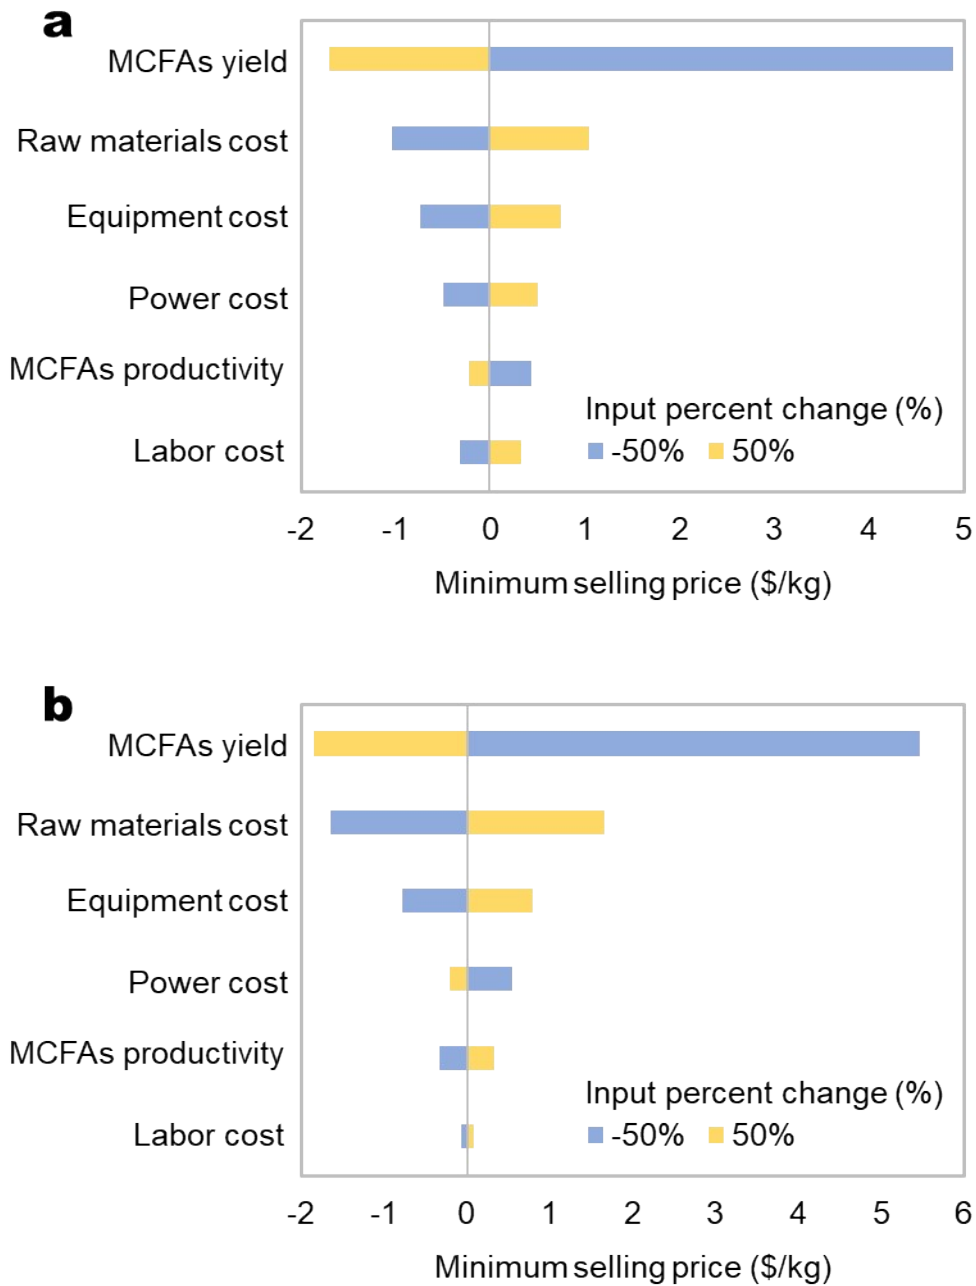 a
MCFAs yield
Raw materials cost
Equipment cost
Power cost
MCFAs productivity
Labor cost
Input percent change (%)
-50% 50%
-2 -1 0 1 2 3 4 5
Minimum selling price ($/kg)
b
MCFAs yield
Raw materials cost
Equipment cost
Power cost
MCFAs productivity
Labor cost
Input percent change (%)
-50% 50%
-2 -1 0 1 2 3 4 5 6
Minimum selling price ($/kg)